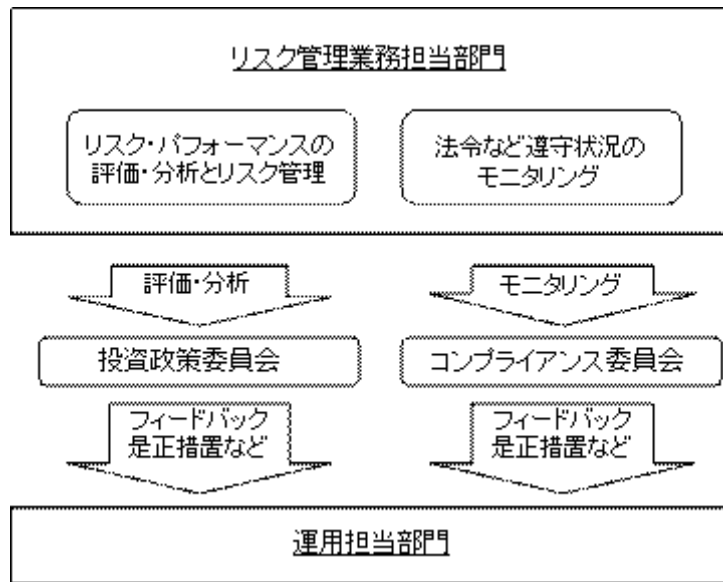 リスク管理業務担当部門
リスク・パフォーマンスの
評価・分析とリスク管理
法令など遵守状況の
モニタリング
評価・分析
モニタリング
投資政策委員会
コンプライアンス委員会
フィードバック
是正措置など
フィードバック
是正措置など
運用担当部門